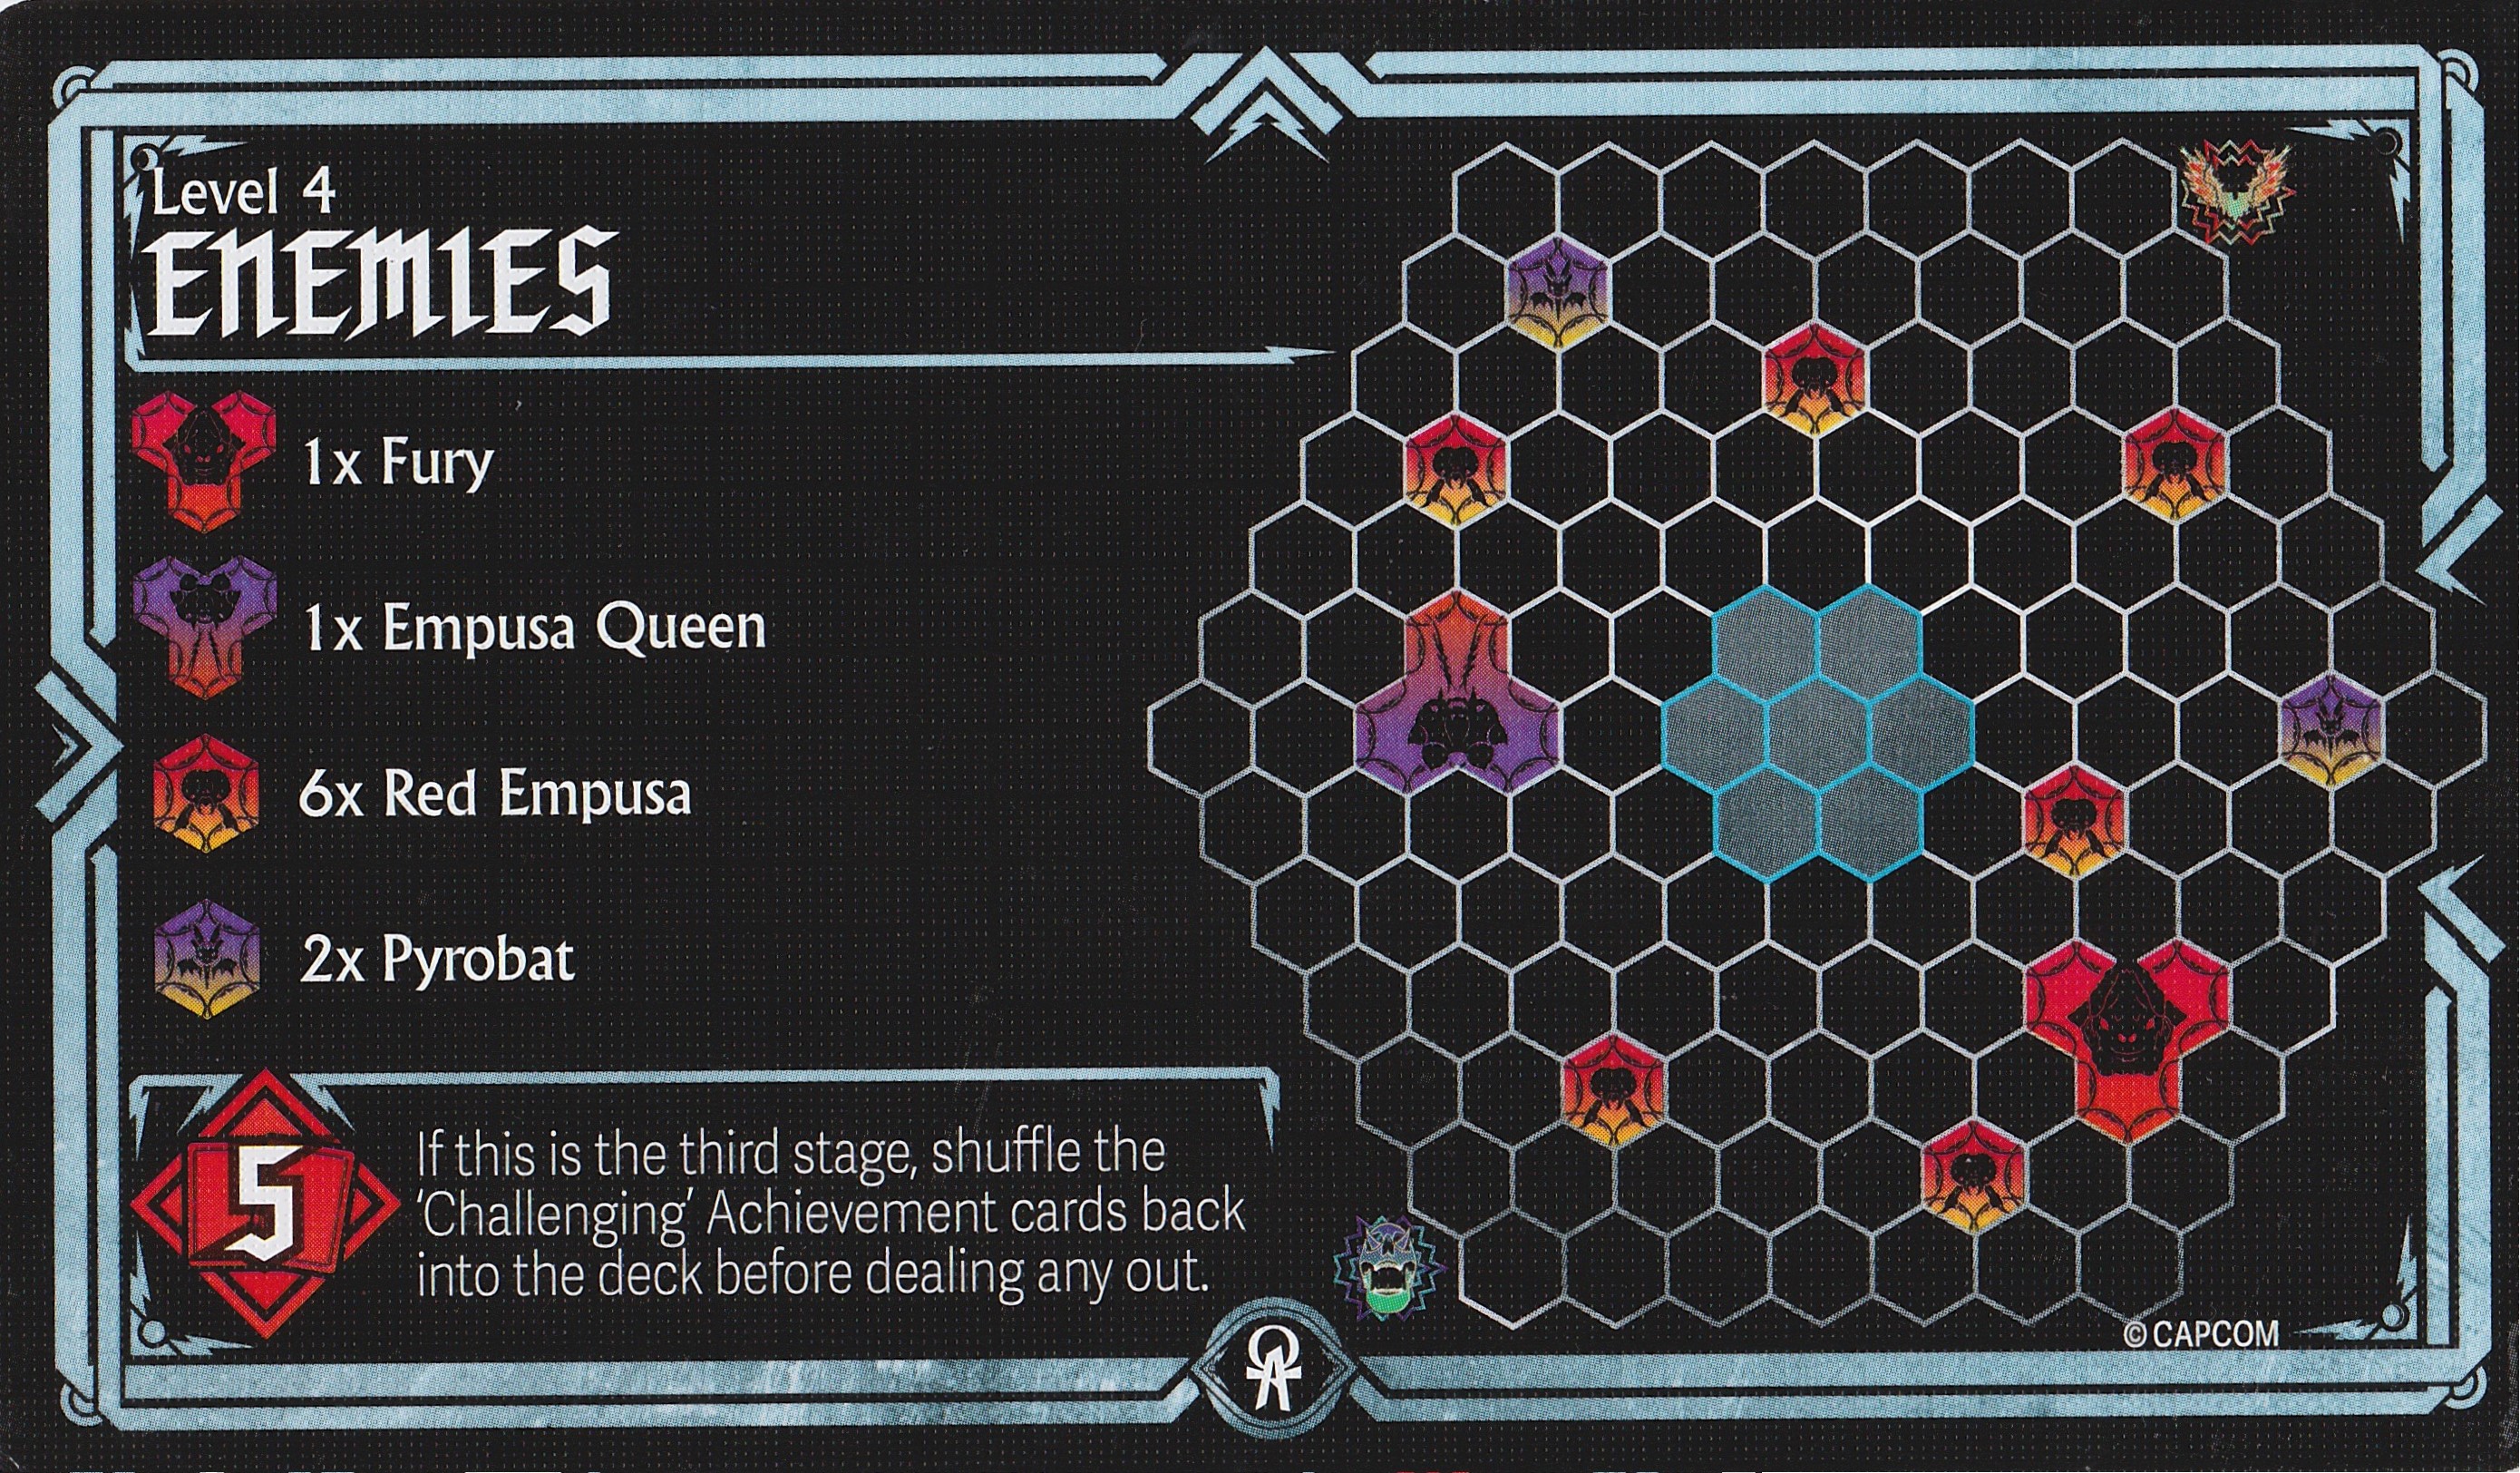 Level 4
ENEMIES
1x Fury
1x Empusa Queen
6x Red Empusa
2x Pyrobat
5
If this is the third stage, shuffle the
‘Challenging’ Achievement cards back
into the deck before dealing any out.
© CAPCOM